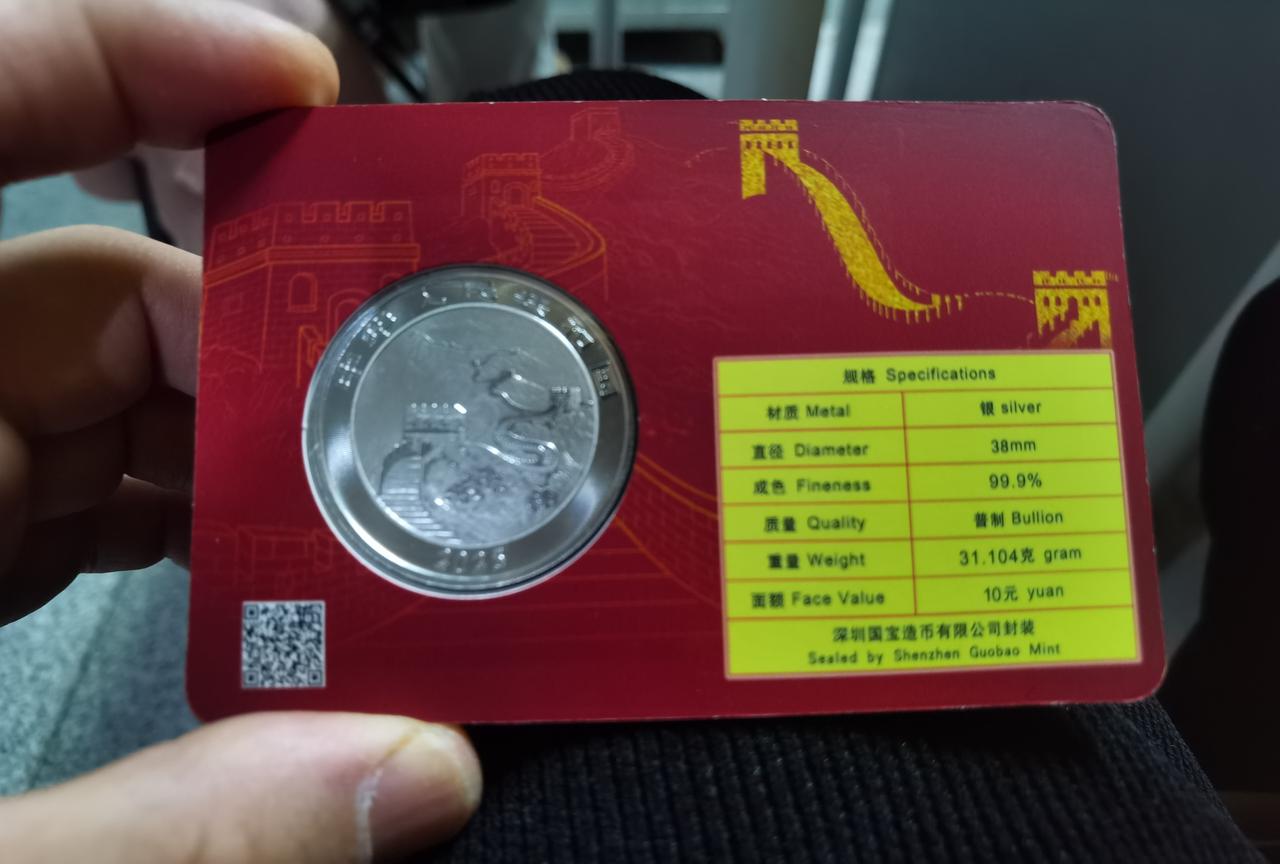 规格 Specifications
材质 Metal 银 silver
直径 Diameter 38mm
成色 Fineness 99.9%
质量 Quality 普制 Bullion
重量 Weight 31.104克 gram
面额 Face Value 10元 yuan
深圳国宝造币有限公司封装
Sealed by Shenzhen Guobao Mint